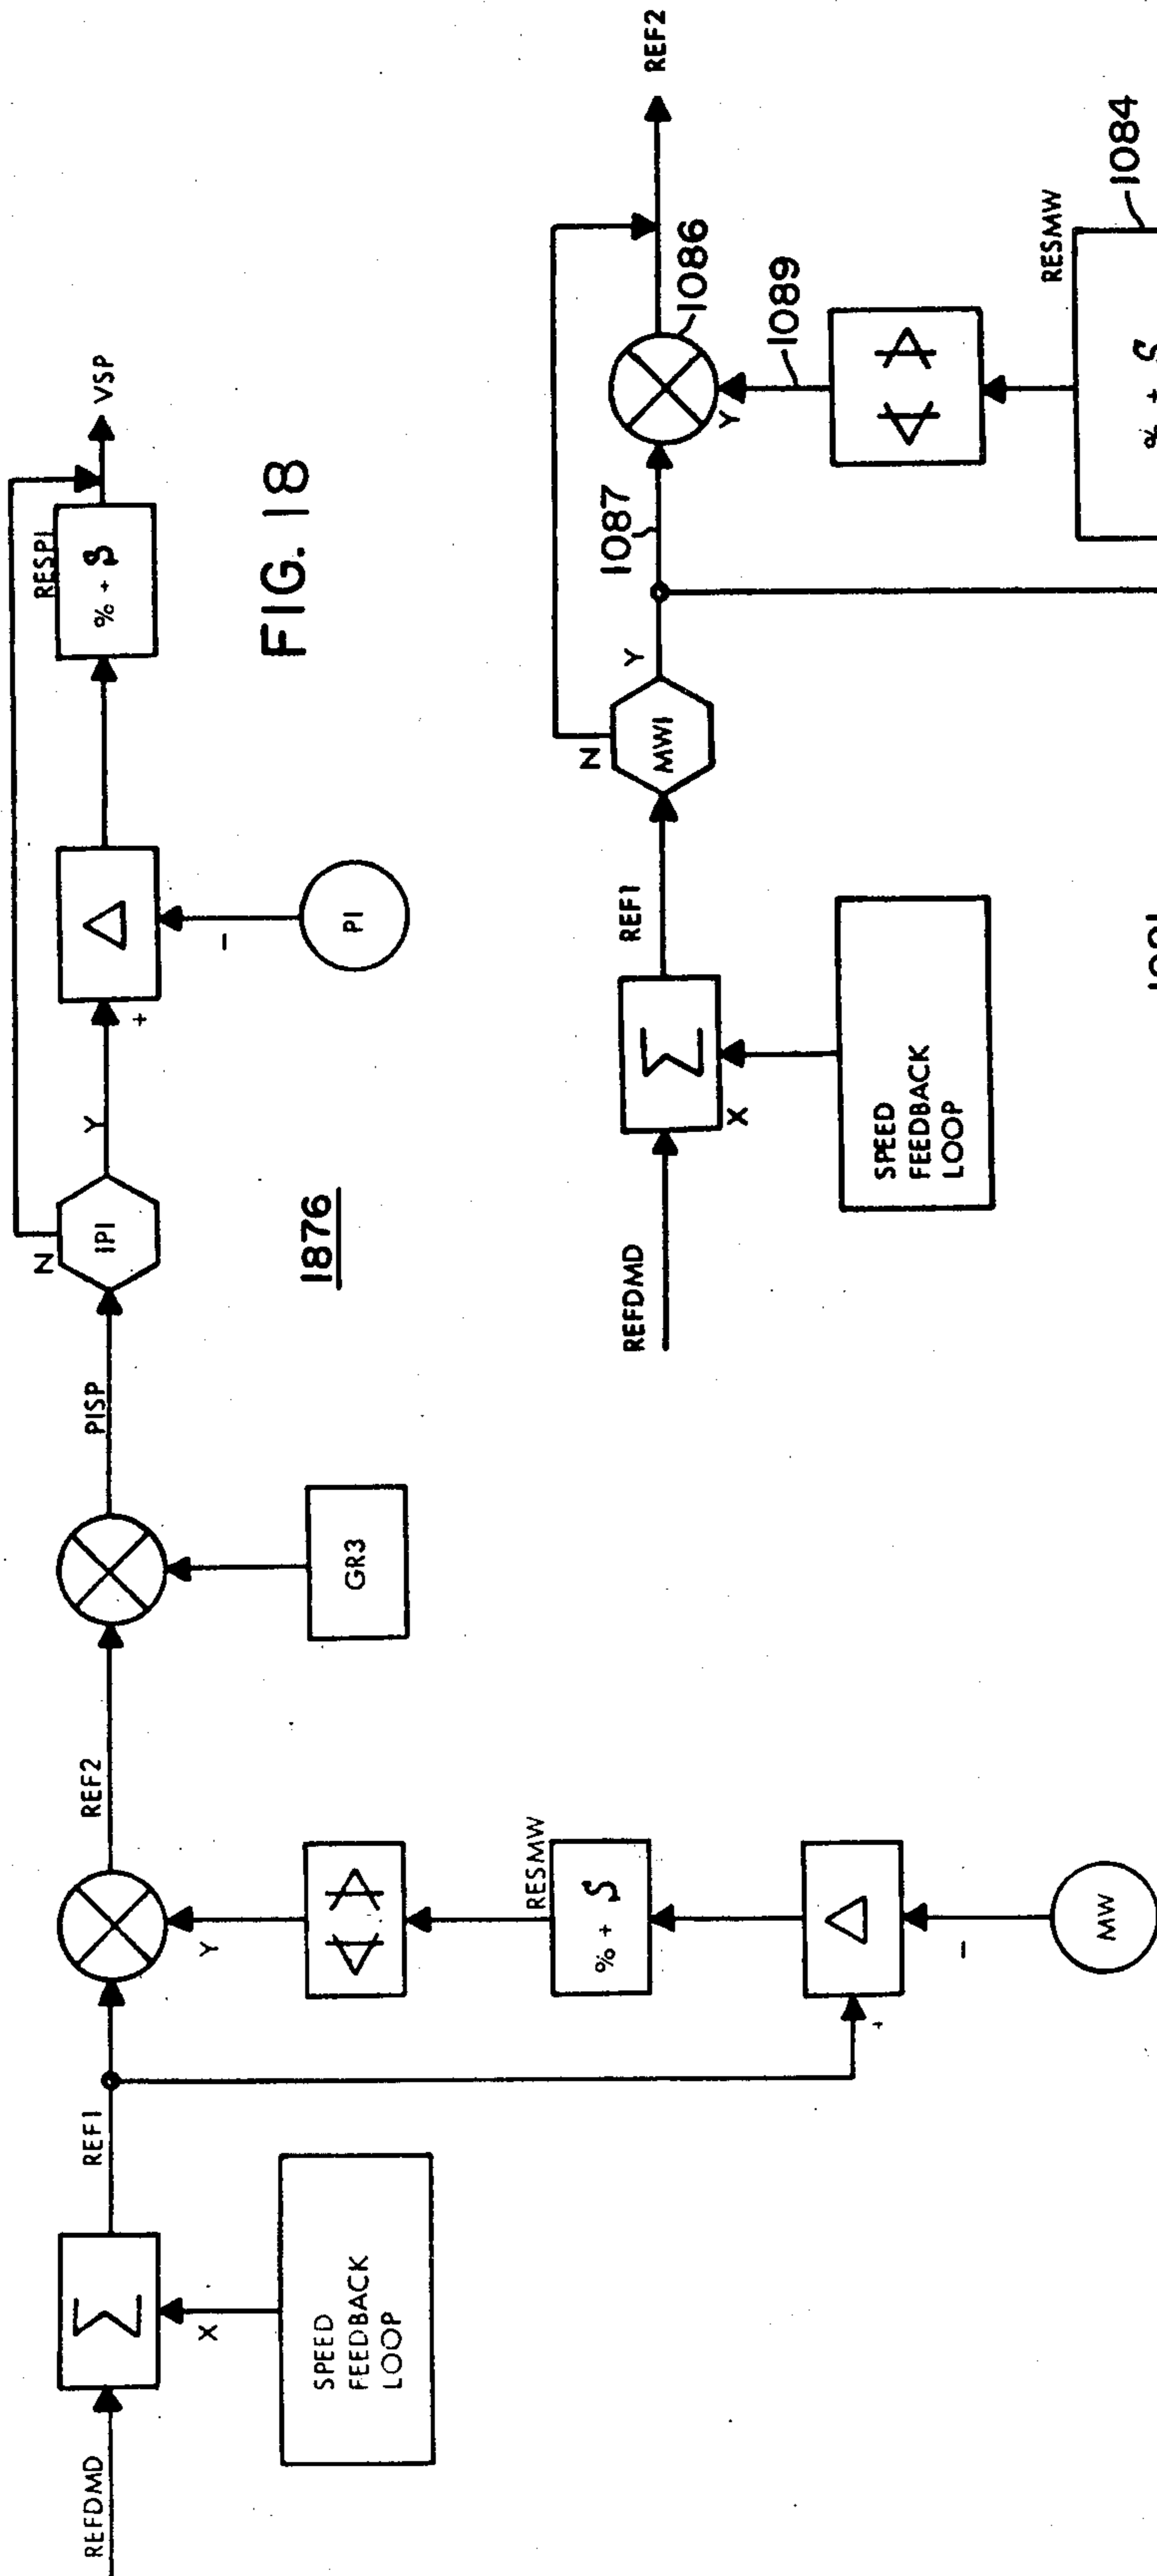 REFDMD
Σ
X
SPEED
FEEDBACK
LOOP
REF1
Y
RESMW
% + ∫
Δ
+
−
MW
REF2
GR3
PISP
IPI
N
Y
+
Δ
−
PI
RESPI
% + ∫
VSP
FIG. 18
1876
REFDMD
Σ
X
SPEED
FEEDBACK
LOOP
REF1
MWI
N
Y
1087
1086
Y
1089
REF2
RESMW
1084
% + ∫